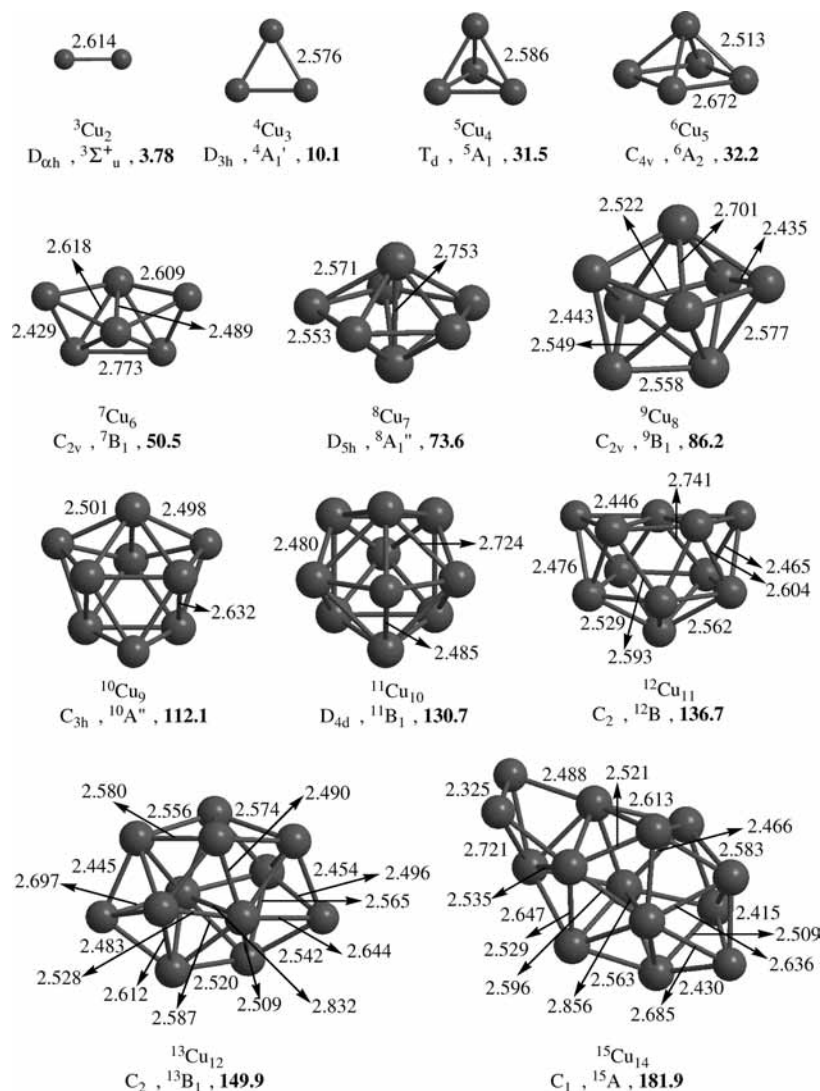 2.614
2.576
2.586
2.513
2.672
³Cu₂
D_αh , ³Σ⁺_u , 3.78
⁴Cu₃
D₃h , ⁴A₁' , 10.1
⁵Cu₄
T_d , ⁵A₁ , 31.5
⁶Cu₅
C₄v , ⁶A₂ , 32.2
2.618
2.609
2.429
2.489
2.773
2.571
2.753
2.553
2.522
2.701
2.435
2.443
2.577
2.549
2.558
⁷Cu₆
C₂v , ⁷B₁ , 50.5
⁸Cu₇
D₅h , ⁸A₁" , 73.6
⁹Cu₈
C₂v , ⁹B₁ , 86.2
2.501
2.498
2.632
2.480
2.724
2.485
2.741
2.446
2.476
2.465
2.604
2.529
2.562
2.593
¹⁰Cu₉
C₃h , ¹⁰A" , 112.1
¹¹Cu₁₀
D₄d , ¹¹B₁ , 130.7
¹²Cu₁₁
C₂ , ¹²B , 136.7
2.580
2.556
2.574
2.490
2.445
2.454
2.496
2.697
2.565
2.483
2.644
2.528
2.542
2.612
2.520
2.587
2.509
2.832
2.488
2.521
2.325
2.613
2.466
2.721
2.583
2.535
2.647
2.415
2.529
2.509
2.596
2.563
2.636
2.856
2.430
2.685
¹³Cu₁₂
C₂ , ¹³B₁ , 149.9
¹⁵Cu₁₄
C₁ , ¹⁵A , 181.9